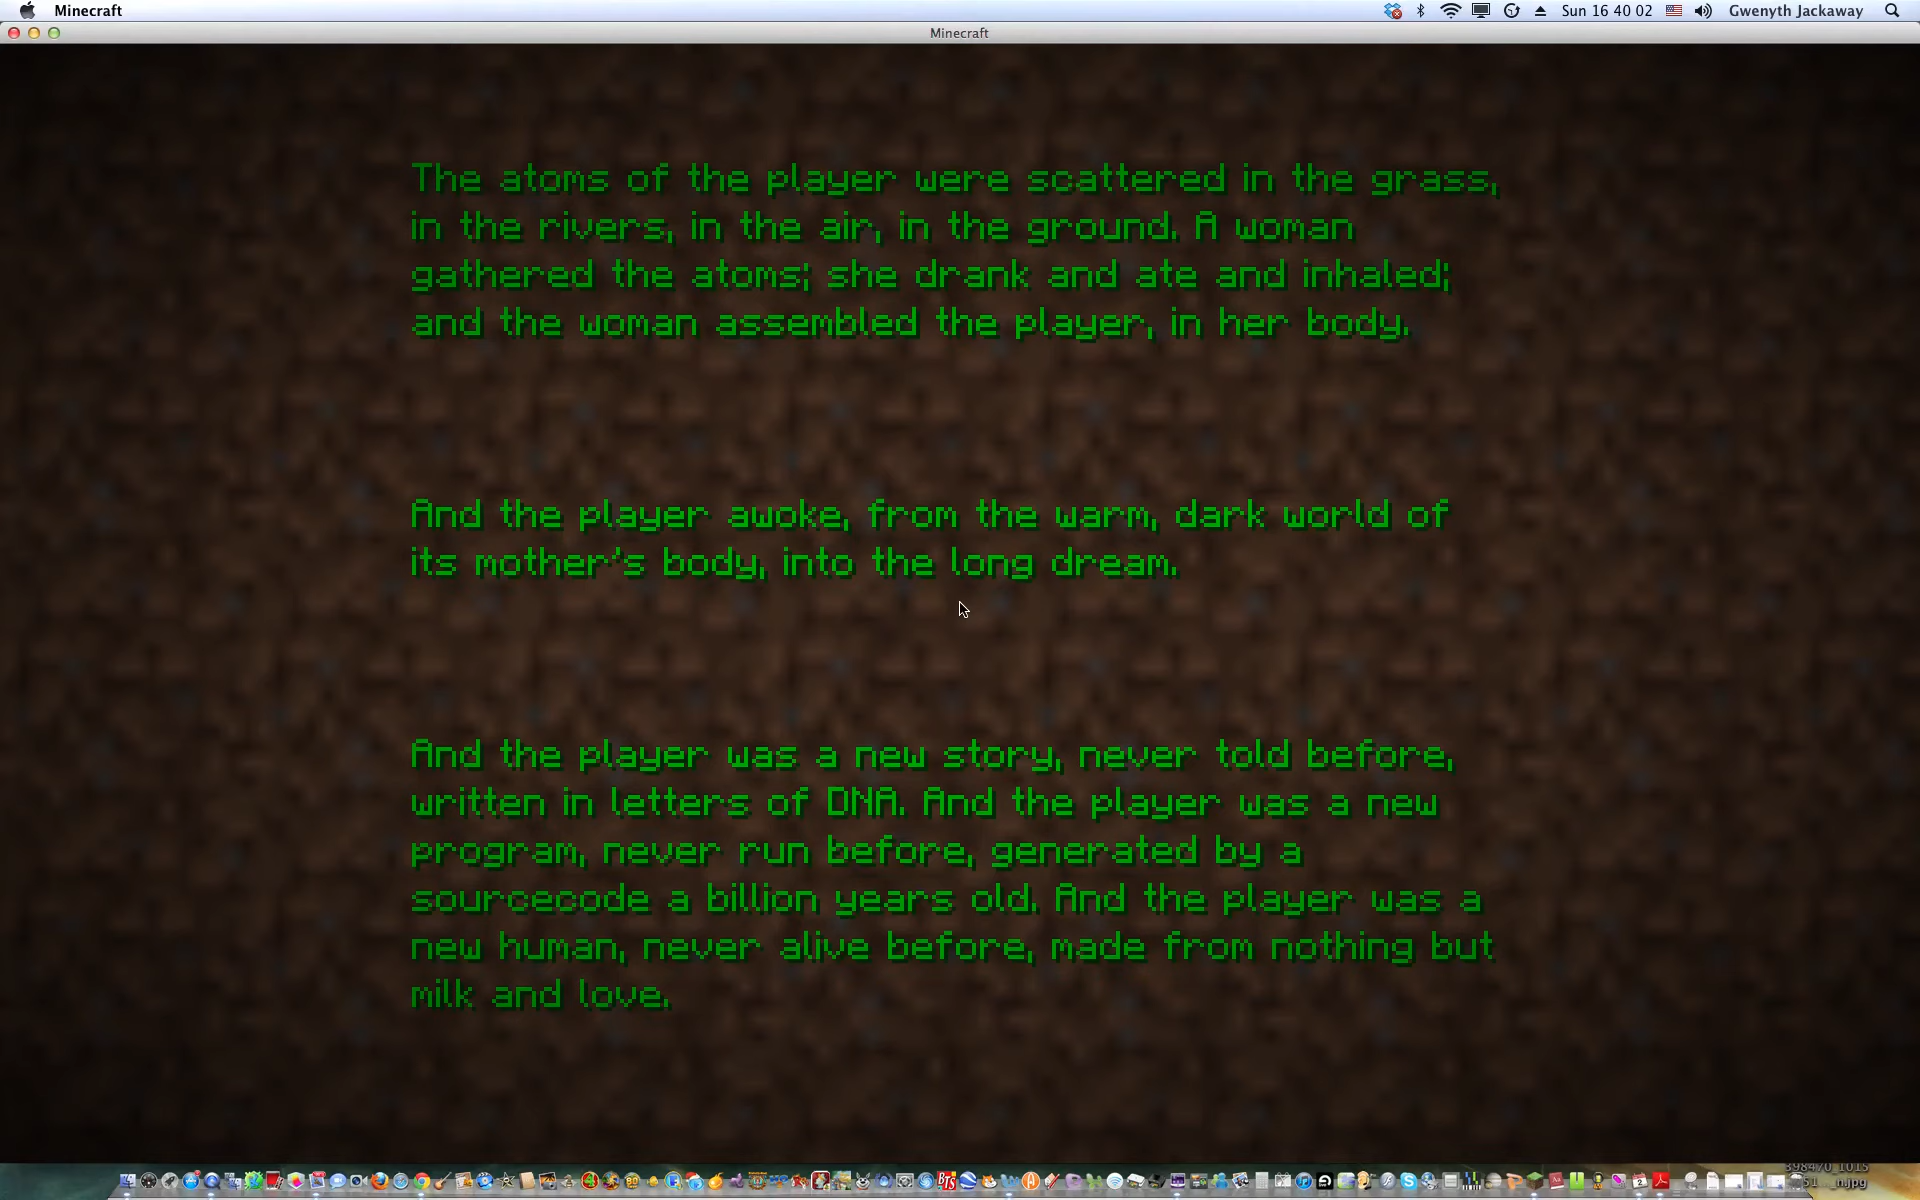 Minecraft
Sun 16 40 02
Gwenyth Jackaway
Minecraft
The atoms of the player were scattered in the grass,
in the rivers, in the air, in the ground. A woman
gathered the atoms; she drank and ate and inhaled;
and the woman assembled the player, in her body.
And the player awoke, from the warm, dark world of
its mother's body, into the long dream.
And the player was a new story, never told before,
written in letters of DNA. And the player was a new
program, never run before, generated by a
sourcecode a billion years old. And the player was a
new human, never alive before, made from nothing but
milk and love.
BTS
398470_1015